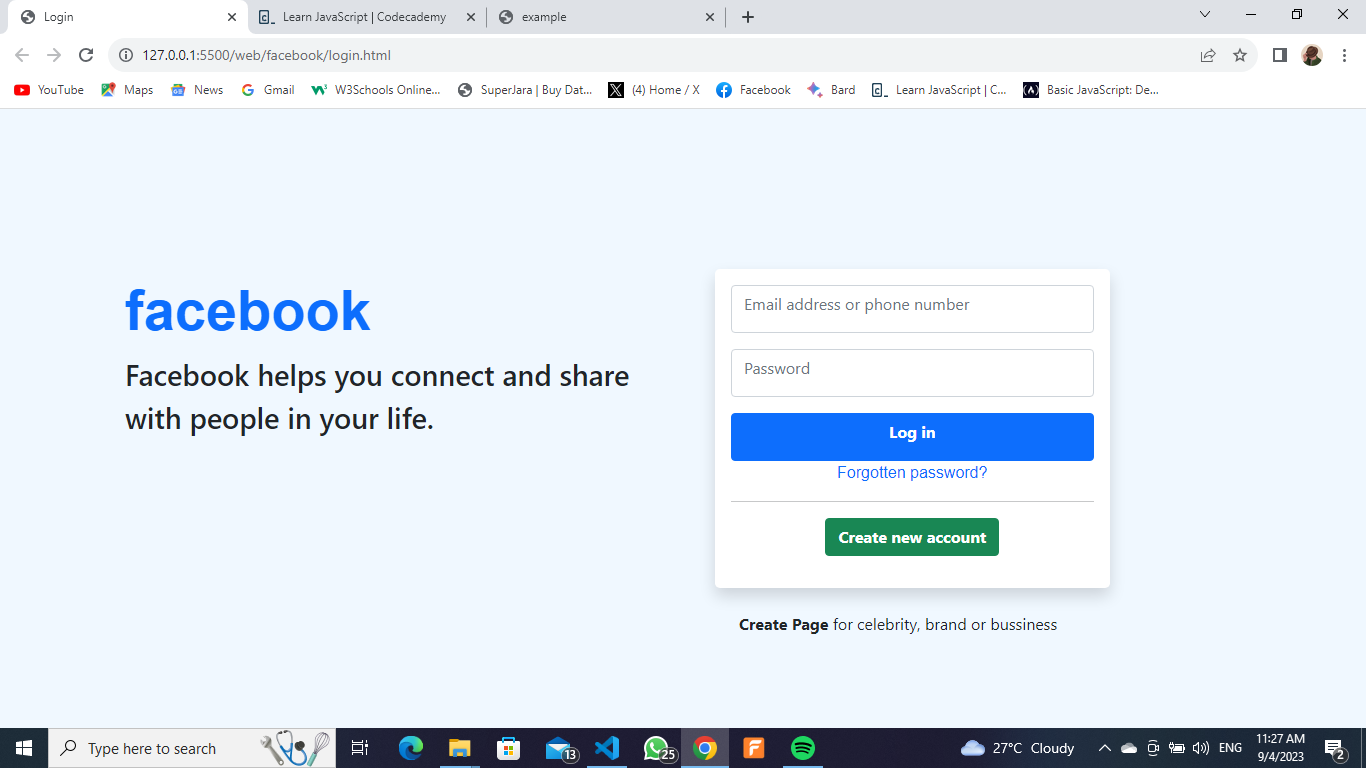 Login
Learn JavaScript | Codecademy
example
127.0.0.1:5500/web/facebook/login.html
YouTube
Maps
News
Gmail
W3Schools Online...
SuperJara | Buy Dat...
(4) Home / X
Facebook
Bard
Learn JavaScript | C...
Basic JavaScript: De...
facebook
Facebook helps you connect and share
with people in your life.
Email address or phone number
Password
Log in
Forgotten password?
Create new account
Create Page for celebrity, brand or bussiness
Type here to search
13
25
27°C Cloudy
ENG
11:27 AM
9/4/2023
2